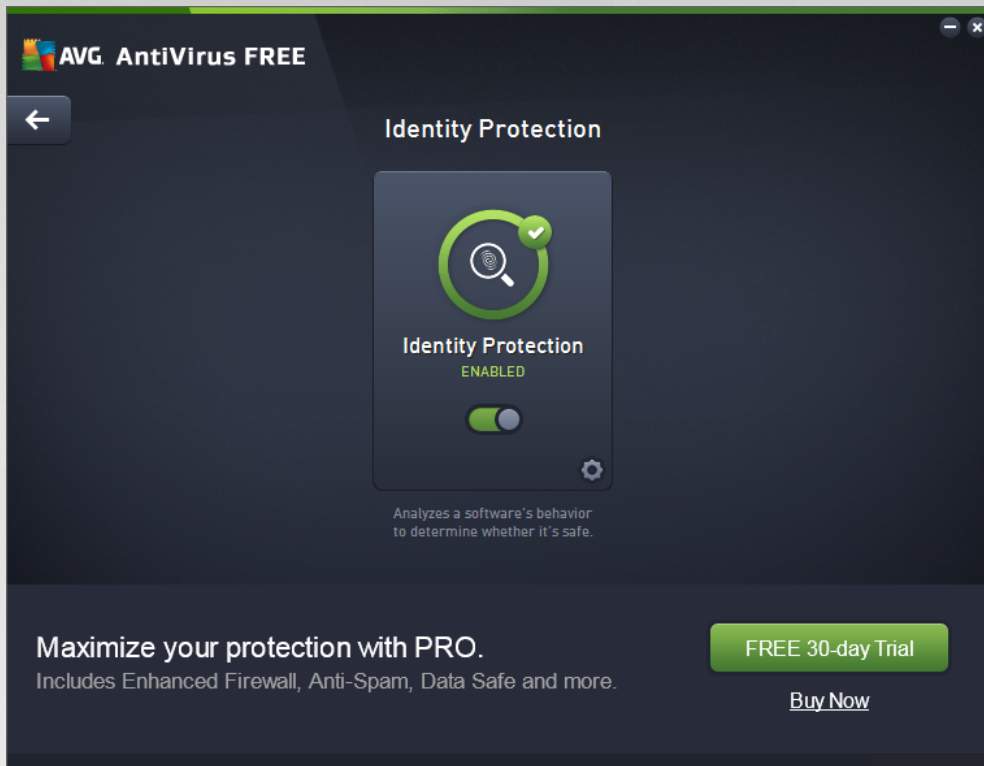 AVG AntiVirus FREE
Identity Protection
Identity Protection
ENABLED
Analyzes a software's behavior
to determine whether it's safe.
Maximize your protection with PRO.
FREE 30-day Trial
Includes Enhanced Firewall, Anti-Spam, Data Safe and more.
Buy Now